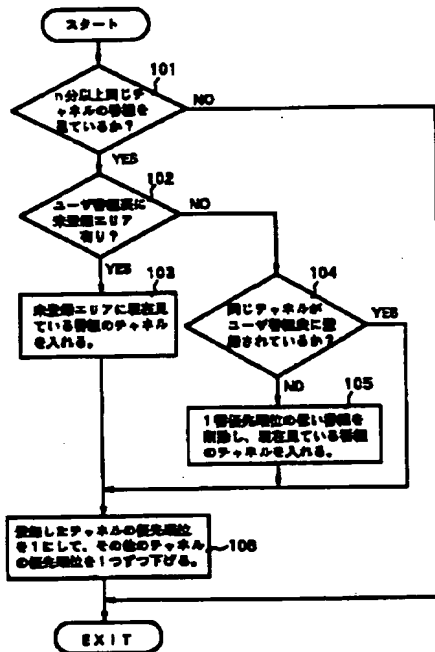 スタート
101
n分以上同じチ
ャネルの番組を
見ているか？
NO
YES
102
ユーザ番組表に
未登録エリア
有り？
NO
YES
103
未登録エリアに現在見
ている番組のチャネル
を入れる。
104
同じチャネルが
ユーザ番組表に登
録されているか？
YES
NO
105
1番優先順位の低い番組を
削除し、現在見ている番組
のチャネルを入れる。
登録したチャネルの優先順位
を1にして、その他のチャネル
の優先順位を1つずつ下げる。
106
EXIT